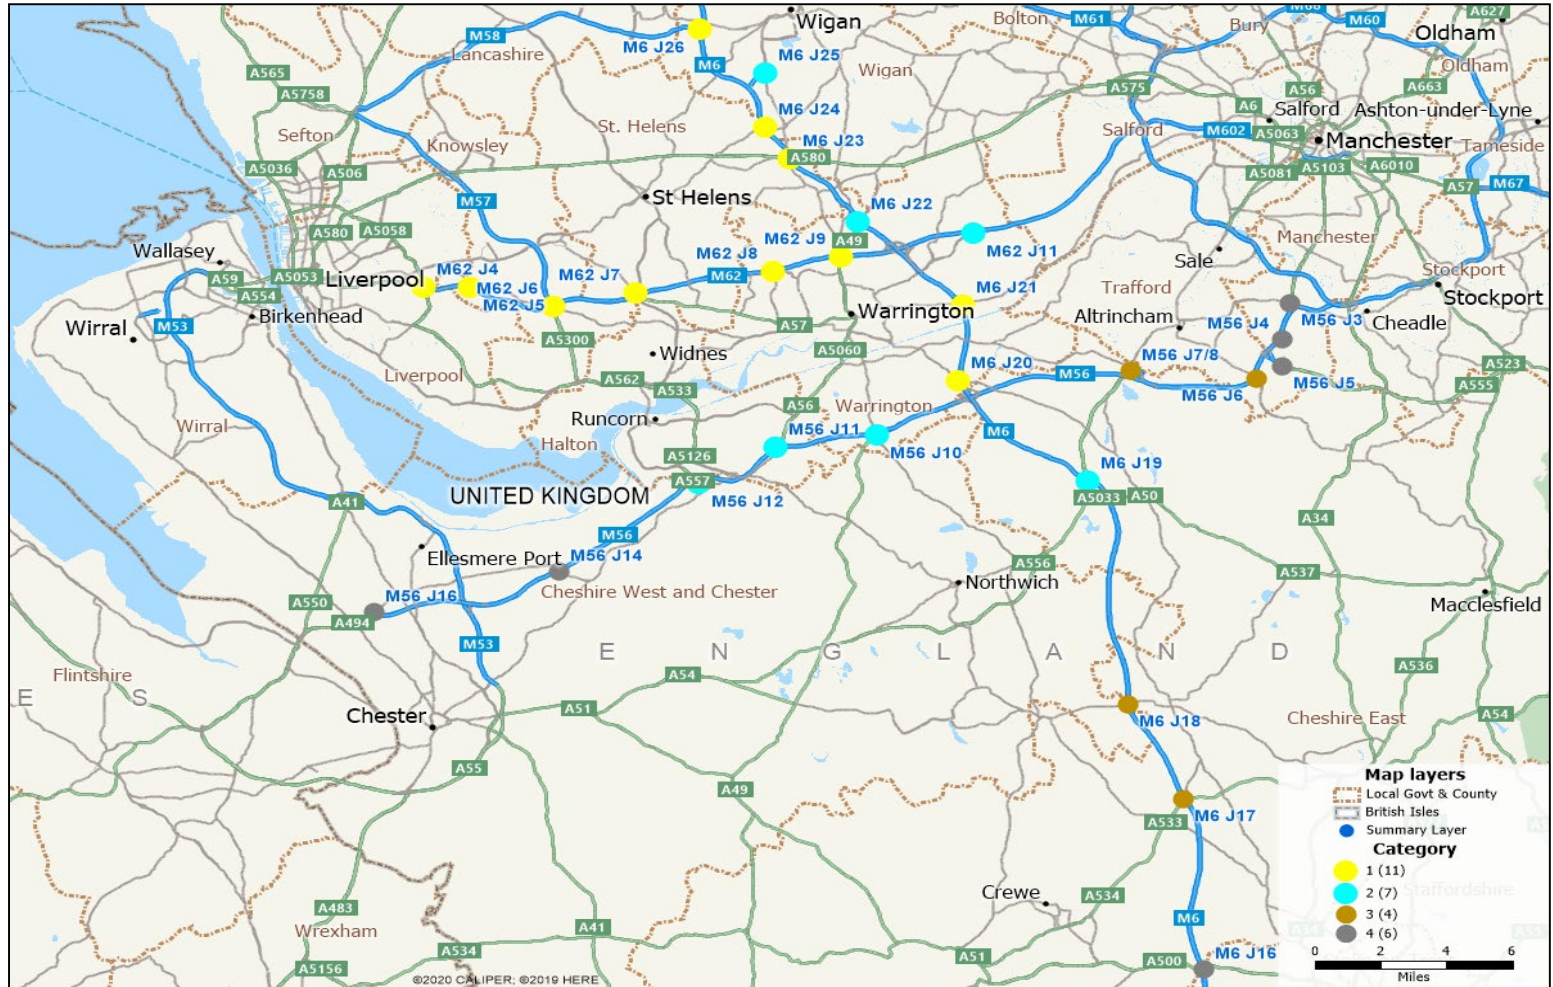 M58
M6 J26
Wigan
Bolton
M61
M60
A627
Oldham
Bury
Lancashire
M6
M6 J25
Wigan
Oldham
A565
A5758
A575
A56
A663
Sefton
M6 J24
St. Helens
A6
Salford
Ashton-under-Lyne
Knowsley
M6 J23
Salford
M602
A5063
Manchester
Tameside
A5036
A506
A580
A5081
A5103
A6010
A57
M67
M57
St Helens
M6 J22
A580
A5058
M62 J9
A49
M62 J11
Manchester
Wallasey
M62 J8
Sale
Stockport
A59
A5053
Liverpool
M62 J4
M62 J6
M62 J5
M62 J7
M62
M6 J21
Trafford
Stockport
A554
Birkenhead
Warrington
Altrincham
M56 J4
M56 J3
Cheadle
Wirral
M53
A57
A5300
A5060
Widnes
M6 J20
M56 J7/8
A523
Liverpool
A562
A533
M56
M56 J6
M56 J5
A555
Runcorn
A56
Warrington
Wirral
Halton
M56 J11
M56 J10
M6
A5126
M6 J19
UNITED KINGDOM
A557
M56 J12
A5033
A50
A41
M56
A34
Ellesmere Port
M56 J14
A556
A537
M56 J16
Cheshire West and Chester
Northwich
A550
Macclesfield
A494
M53
E N G L A N D
Flintshire
A54
A536
E S
Chester
A51
M6 J18
Cheshire East
A54
A55
A49
M6 J17
A533
Map layers
Local Govt & County
British Isles
Summary Layer
Category
1 (11)
2 (7)
Staffordshire
3 (4)
4 (6)
A34
Crewe
A534
A483
Wrexham
A41
M6
A534
A5156
A51
A500
M6 J16
0 2 4 6
Miles
©2020 CALIPER; ©2019 HERE